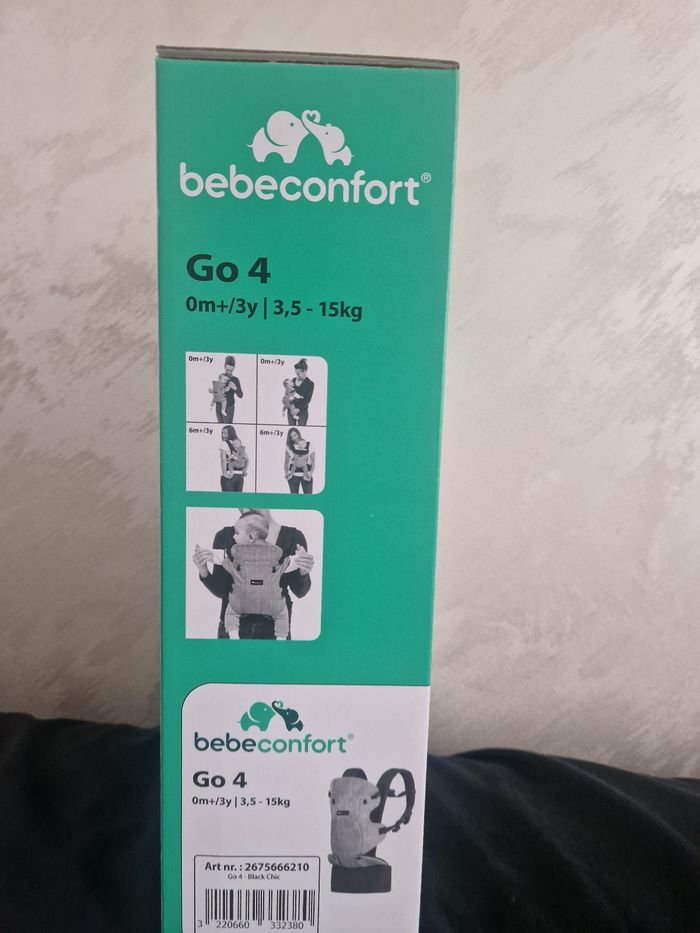 bebeconfort®
Go 4
0m+/3y | 3,5 - 15kg
0m+/3y
0m+/3y
6m+/3y
6m+/3y
bebeconfort®
Go 4
0m+/3y | 3,5 - 15kg
Art nr. : 2675666210
Go 4 - Black Chic
3 220660 332380